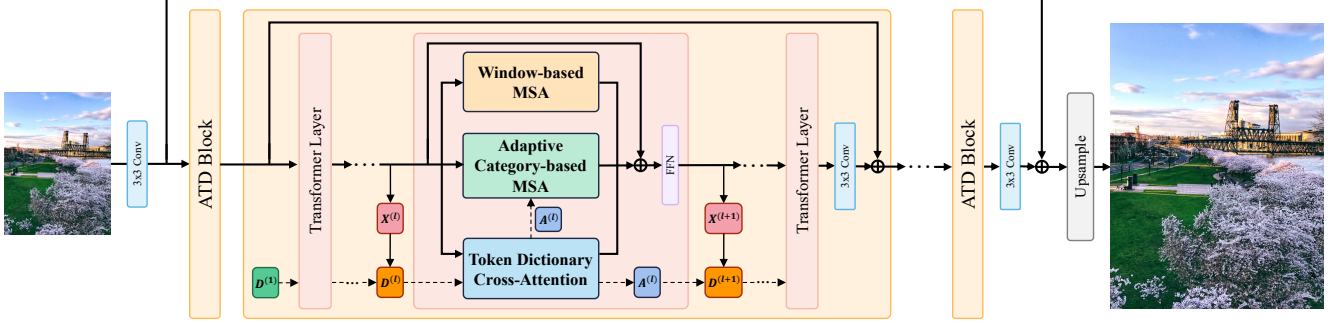 3x3 Conv
ATD Block
Transformer Layer
Window-based
MSA
Adaptive
Category-based
MSA
Token Dictionary
Cross-Attention
A^(l)
X^(l)
D^(1)
D^(l)
A^(l)
FFN
X^(l+1)
D^(l+1)
Transformer Layer
3x3 Conv
ATD Block
3x3 Conv
Upsample